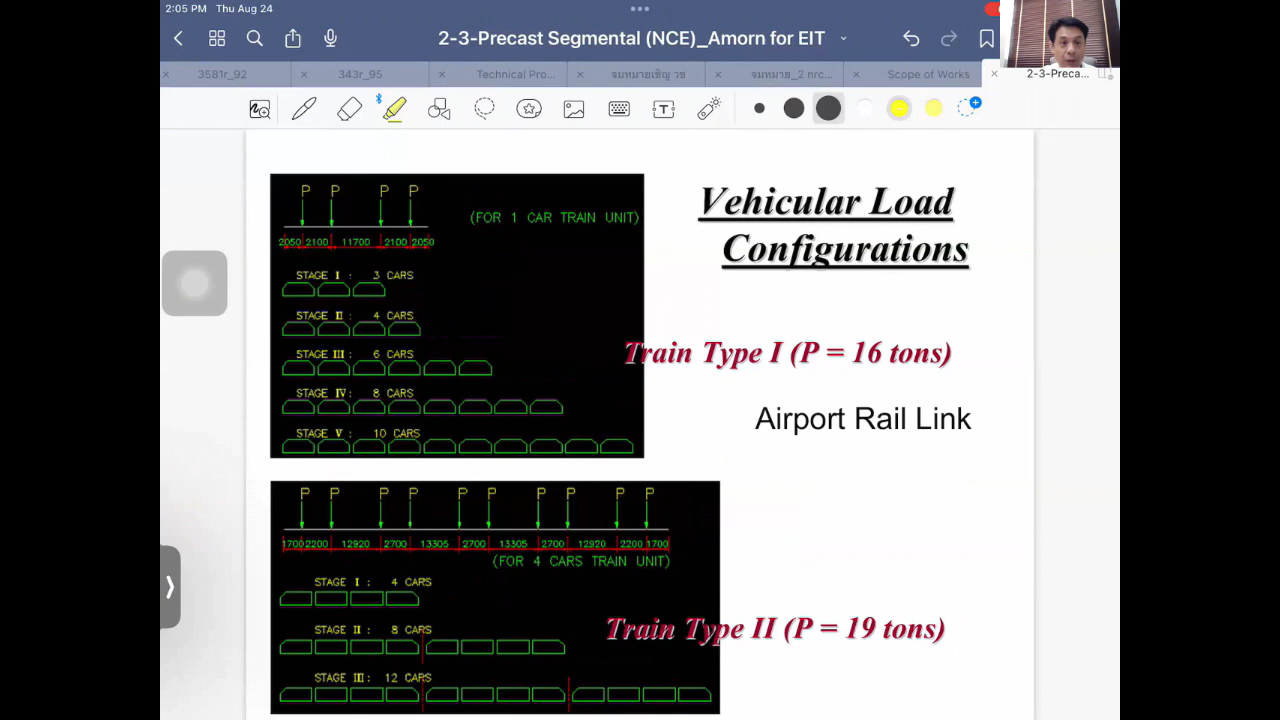 2:05 PM Thu Aug 24
2-3-Precast Segmental (NCE)_Amorn for EIT
3581r_92
343r_95
Technical Pro...
จมหทายเชิญ วช
จมหมาย_2 nrc...
Scope of Works
2-3-Preca...
Vehicular Load
Configurations
P P P P
(FOR 1 CAR TRAIN UNIT)
2050 2100 11700 2100 2050
STAGE I : 3 CARS
STAGE II : 4 CARS
STAGE III : 6 CARS
STAGE IV : 8 CARS
STAGE V : 10 CARS
Train Type I (P = 16 tons)
Airport Rail Link
P P P P P P P P P P
1700 2200 12920 2700 13305 2700 13305 2700 12920 2200 1700
(FOR 4 CARS TRAIN UNIT)
STAGE I : 4 CARS
STAGE II : 8 CARS
STAGE III : 12 CARS
Train Type II (P = 19 tons)